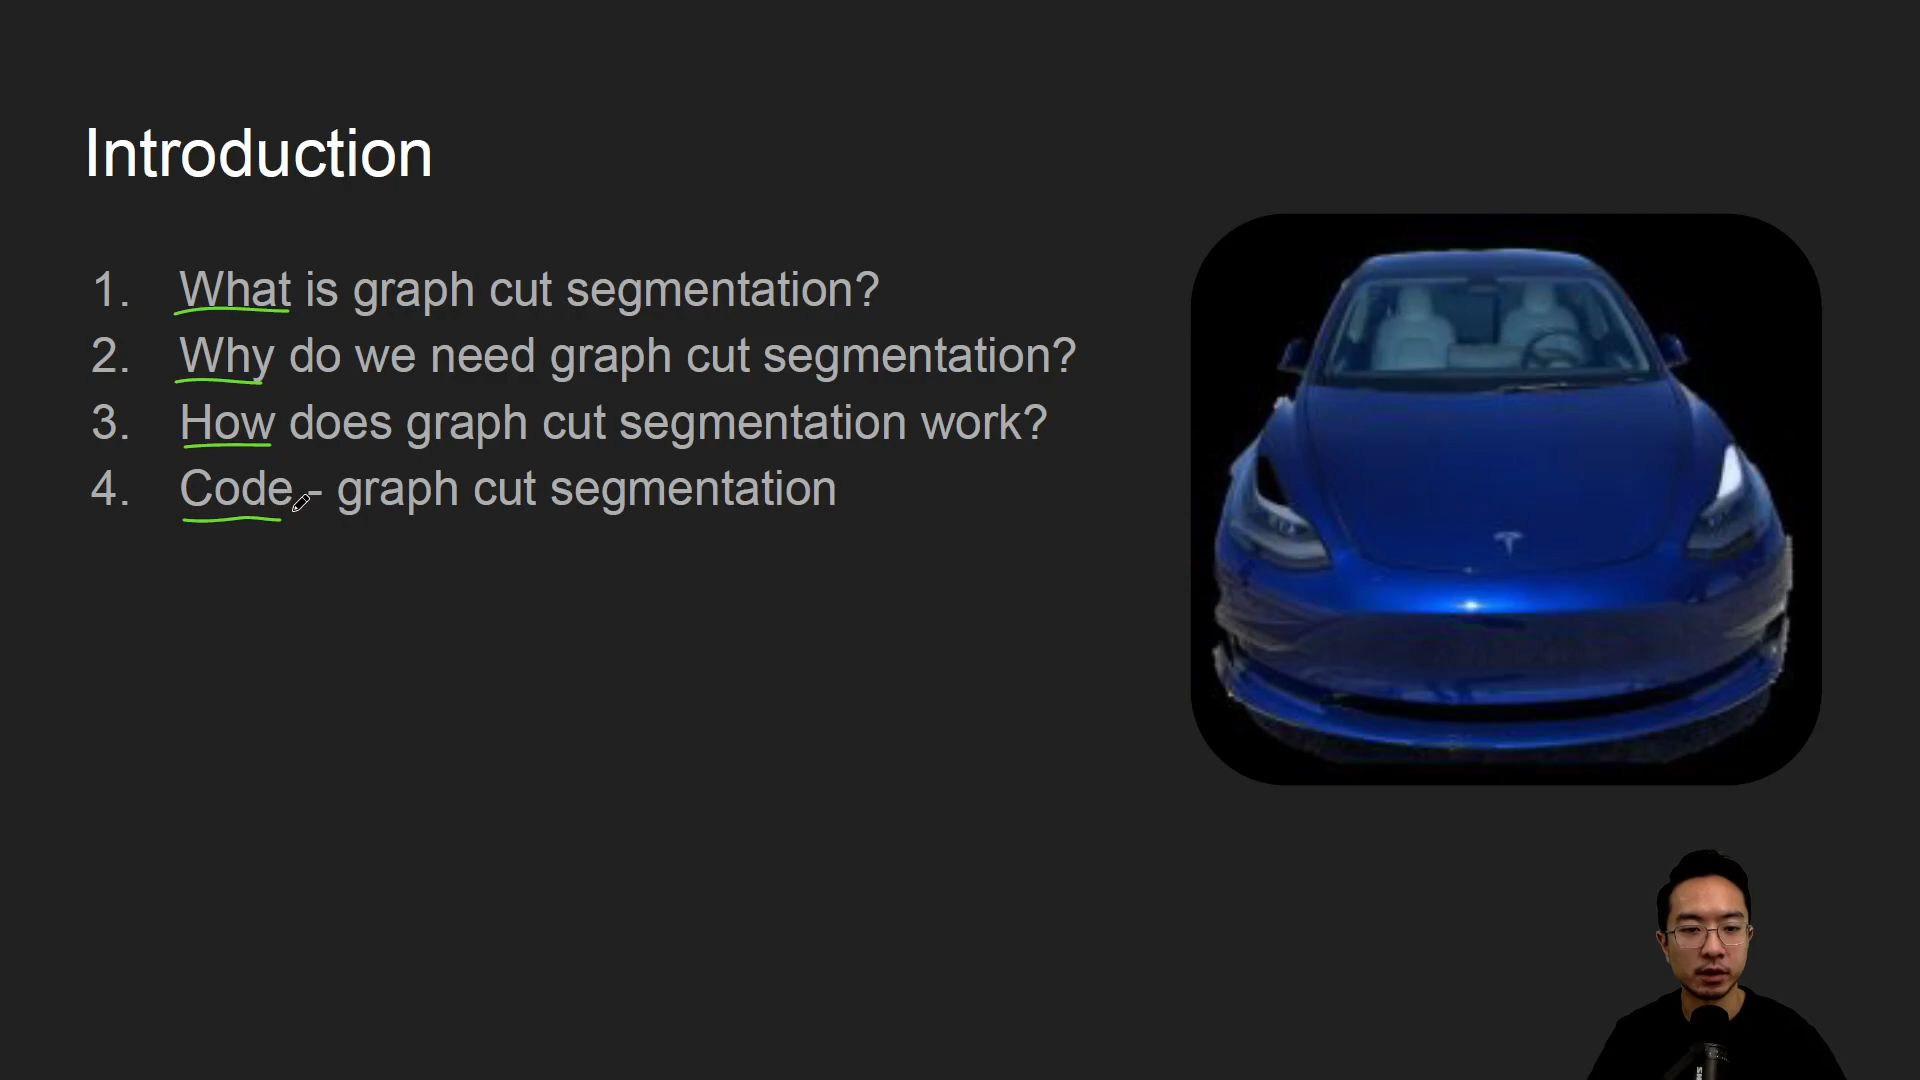 Introduction
1. What is graph cut segmentation?
2. Why do we need graph cut segmentation?
3. How does graph cut segmentation work?
4. Code - graph cut segmentation